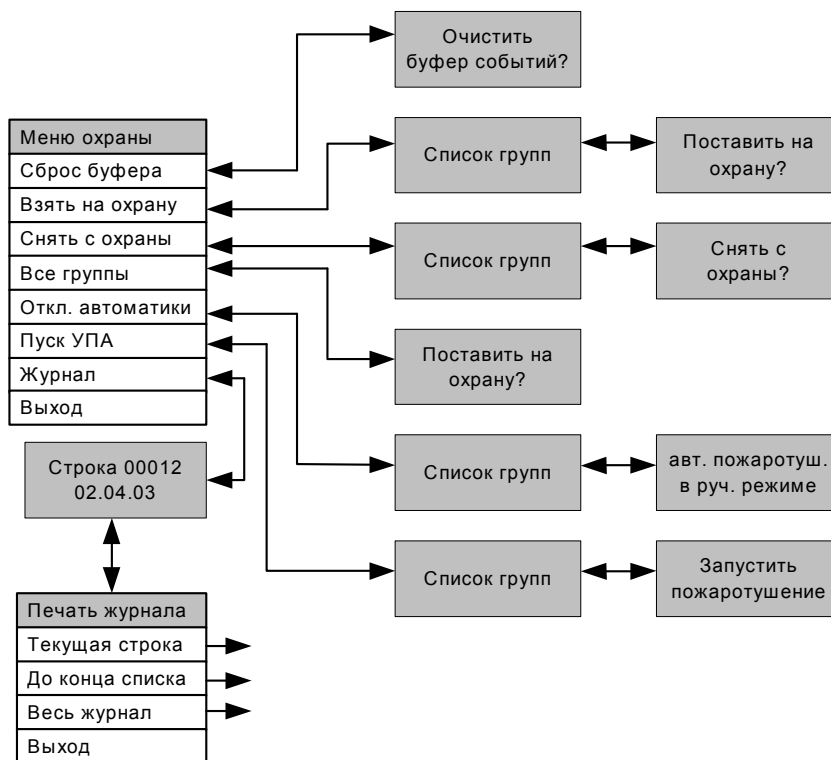 Очистить
буфер событий?
Меню охраны
Сброс буфера
Взять на охрану
Снять с охраны
Все группы
Откл. автоматики
Пуск УПА
Журнал
Выход
Список групп
Поставить на
охрану?
Список групп
Снять с
охраны?
Поставить на
охрану?
Список групп
авт. пожаротуш.
в руч. режиме
Список групп
Запустить
пожаротушение
Строка 00012
02.04.03
Печать журнала
Текущая строка
До конца списка
Весь журнал
Выход